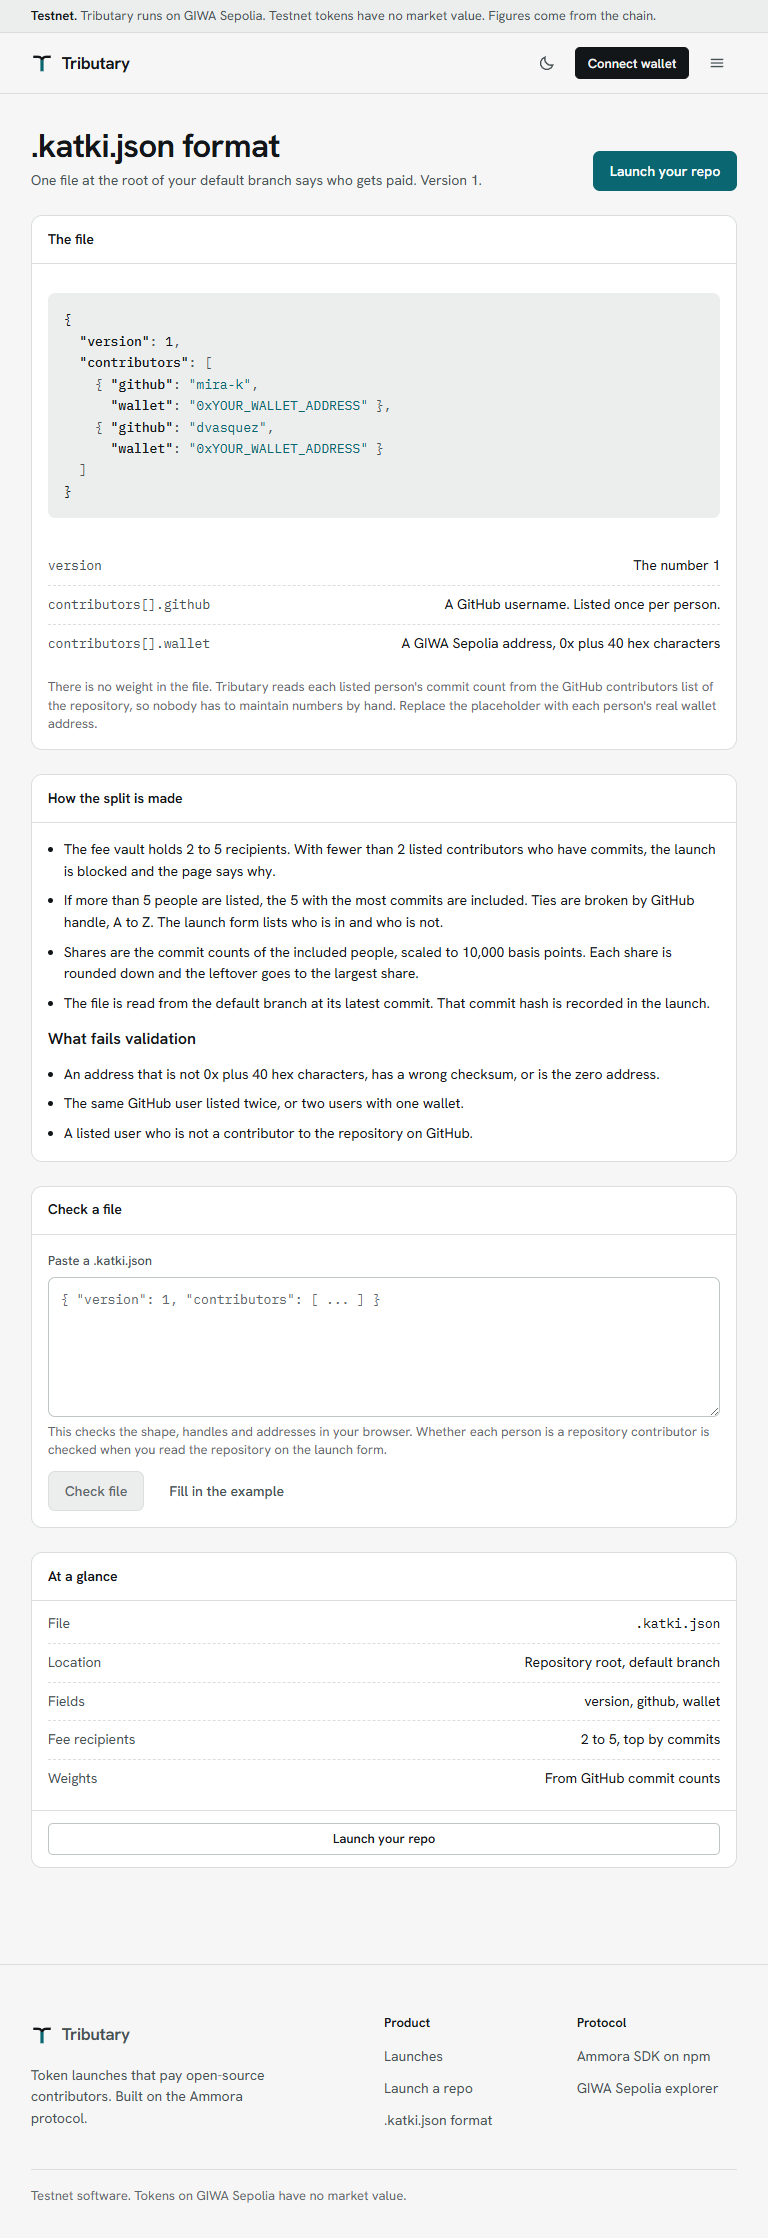 Testnet. Tributary runs on GIWA Sepolia. Testnet tokens have no market value. Figures come from the chain.
Tributary
Connect wallet
.katki.json format
One file at the root of your default branch says who gets paid. Version 1.
Launch your repo
The file
{
  "version": 1,
  "contributors": [
    { "github": "mira-k",
      "wallet": "0xYOUR_WALLET_ADDRESS" },
    { "github": "dvasquez",
      "wallet": "0xYOUR_WALLET_ADDRESS" }
  ]
}
version The number 1
contributors[].github A GitHub username. Listed once per person.
contributors[].wallet A GIWA Sepolia address, 0x plus 40 hex characters
There is no weight in the file. Tributary reads each listed person's commit count from the GitHub contributors list of
the repository, so nobody has to maintain numbers by hand. Replace the placeholder with each person's real wallet
address.
How the split is made
• The fee vault holds 2 to 5 recipients. With fewer than 2 listed contributors who have commits, the launch
is blocked and the page says why.
• If more than 5 people are listed, the 5 with the most commits are included. Ties are broken by GitHub
handle, A to Z. The launch form lists who is in and who is not.
• Shares are the commit counts of the included people, scaled to 10,000 basis points. Each share is
rounded down and the leftover goes to the largest share.
• The file is read from the default branch at its latest commit. That commit hash is recorded in the launch.
What fails validation
• An address that is not 0x plus 40 hex characters, has a wrong checksum, or is the zero address.
• The same GitHub user listed twice, or two users with one wallet.
• A listed user who is not a contributor to the repository on GitHub.
Check a file
Paste a .katki.json
{ "version": 1, "contributors": [ ... ] }
This checks the shape, handles and addresses in your browser. Whether each person is a repository contributor is
checked when you read the repository on the launch form.
Check file
Fill in the example
At a glance
File .katki.json
Location Repository root, default branch
Fields version, github, wallet
Fee recipients 2 to 5, top by commits
Weights From GitHub commit counts
Launch your repo
Tributary
Token launches that pay open-source
contributors. Built on the Ammora
protocol.
Product
Launches
Launch a repo
.katki.json format
Protocol
Ammora SDK on npm
GIWA Sepolia explorer
Testnet software. Tokens on GIWA Sepolia have no market value.